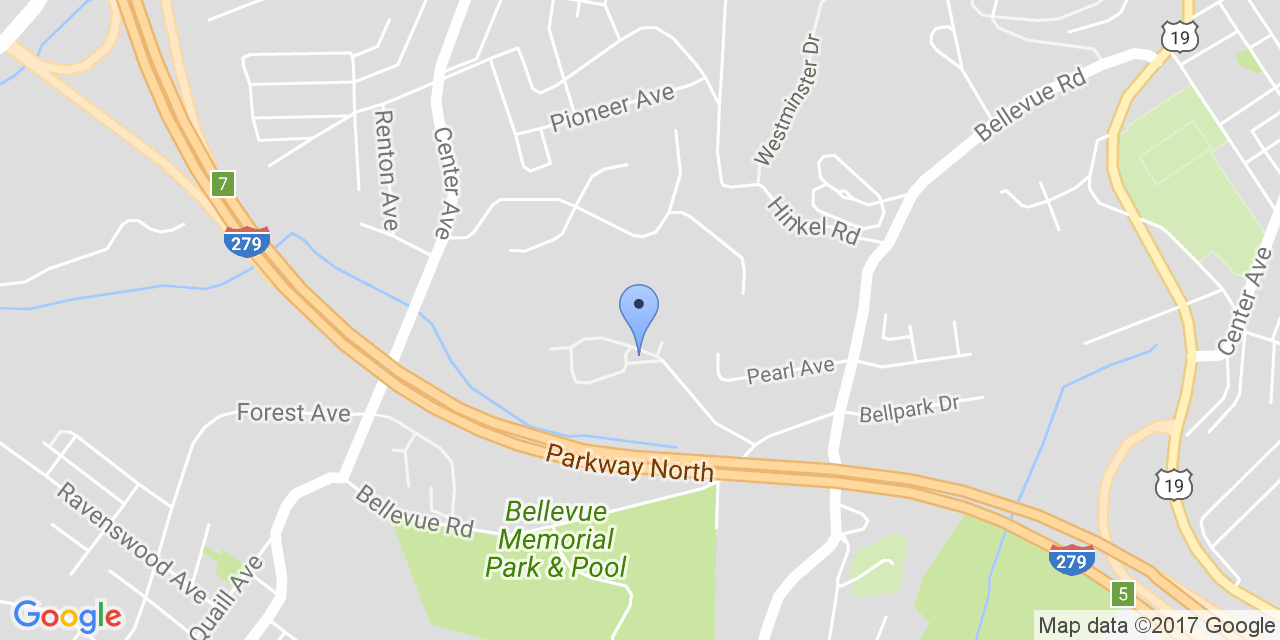 19
Westminster Dr
Bellevue Rd
Pioneer Ave
Renton Ave
Center Ave
7
279
Hinkel Rd
Center Ave
Pearl Ave
Bellpark Dr
Forest Ave
Parkway North
19
Ravenswood Ave
Bellevue Rd
Bellevue
Memorial
Park & Pool
Quaill Ave
279
5
Google
Map data ©2017 Google